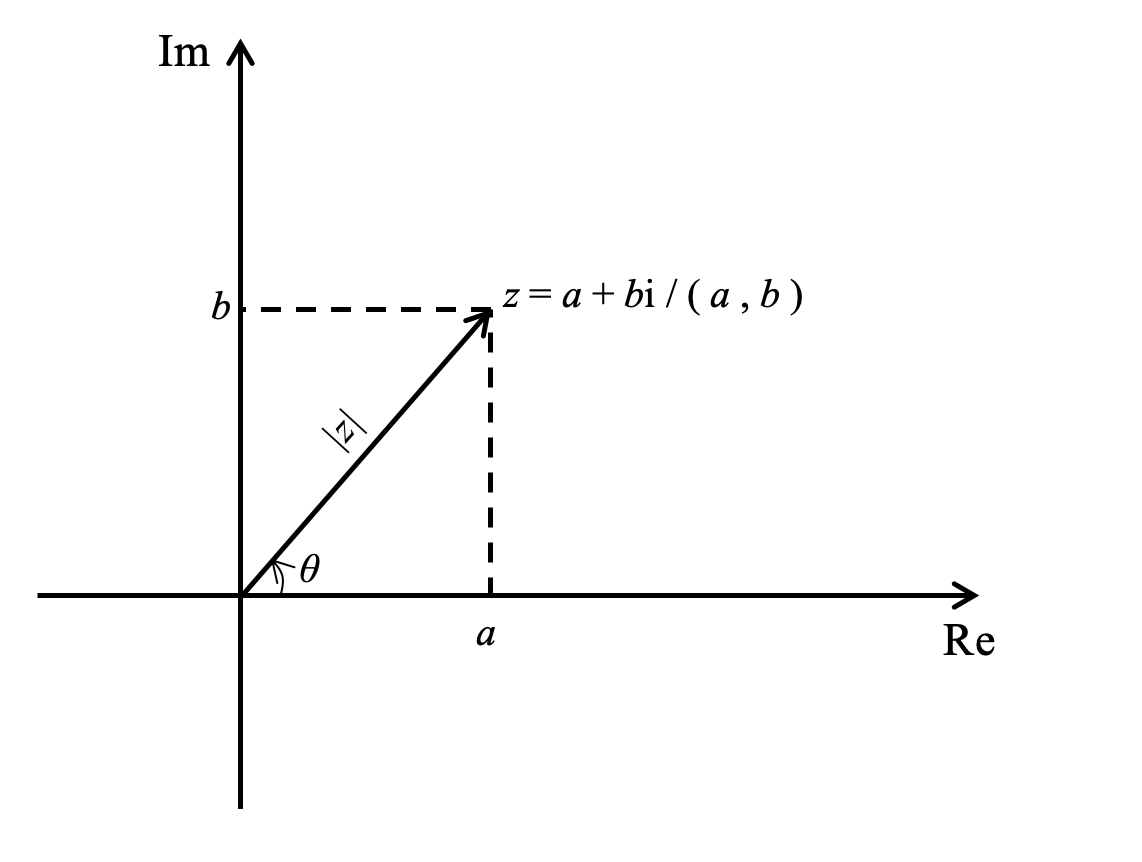 Im
b
z = a + bi / ( a , b )
|z|
θ
a
Re